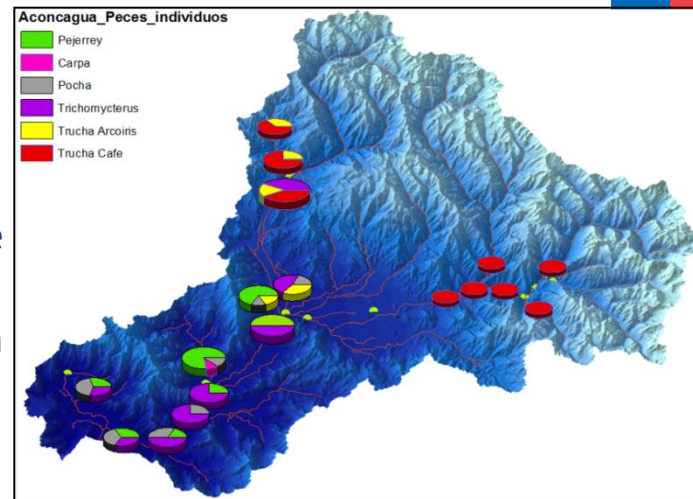 Aconcagua_Peces_individuos
Pejerrey
Carpa
Pocha
Trichomycterus
Trucha Arcoiris
Trucha Cafe
e